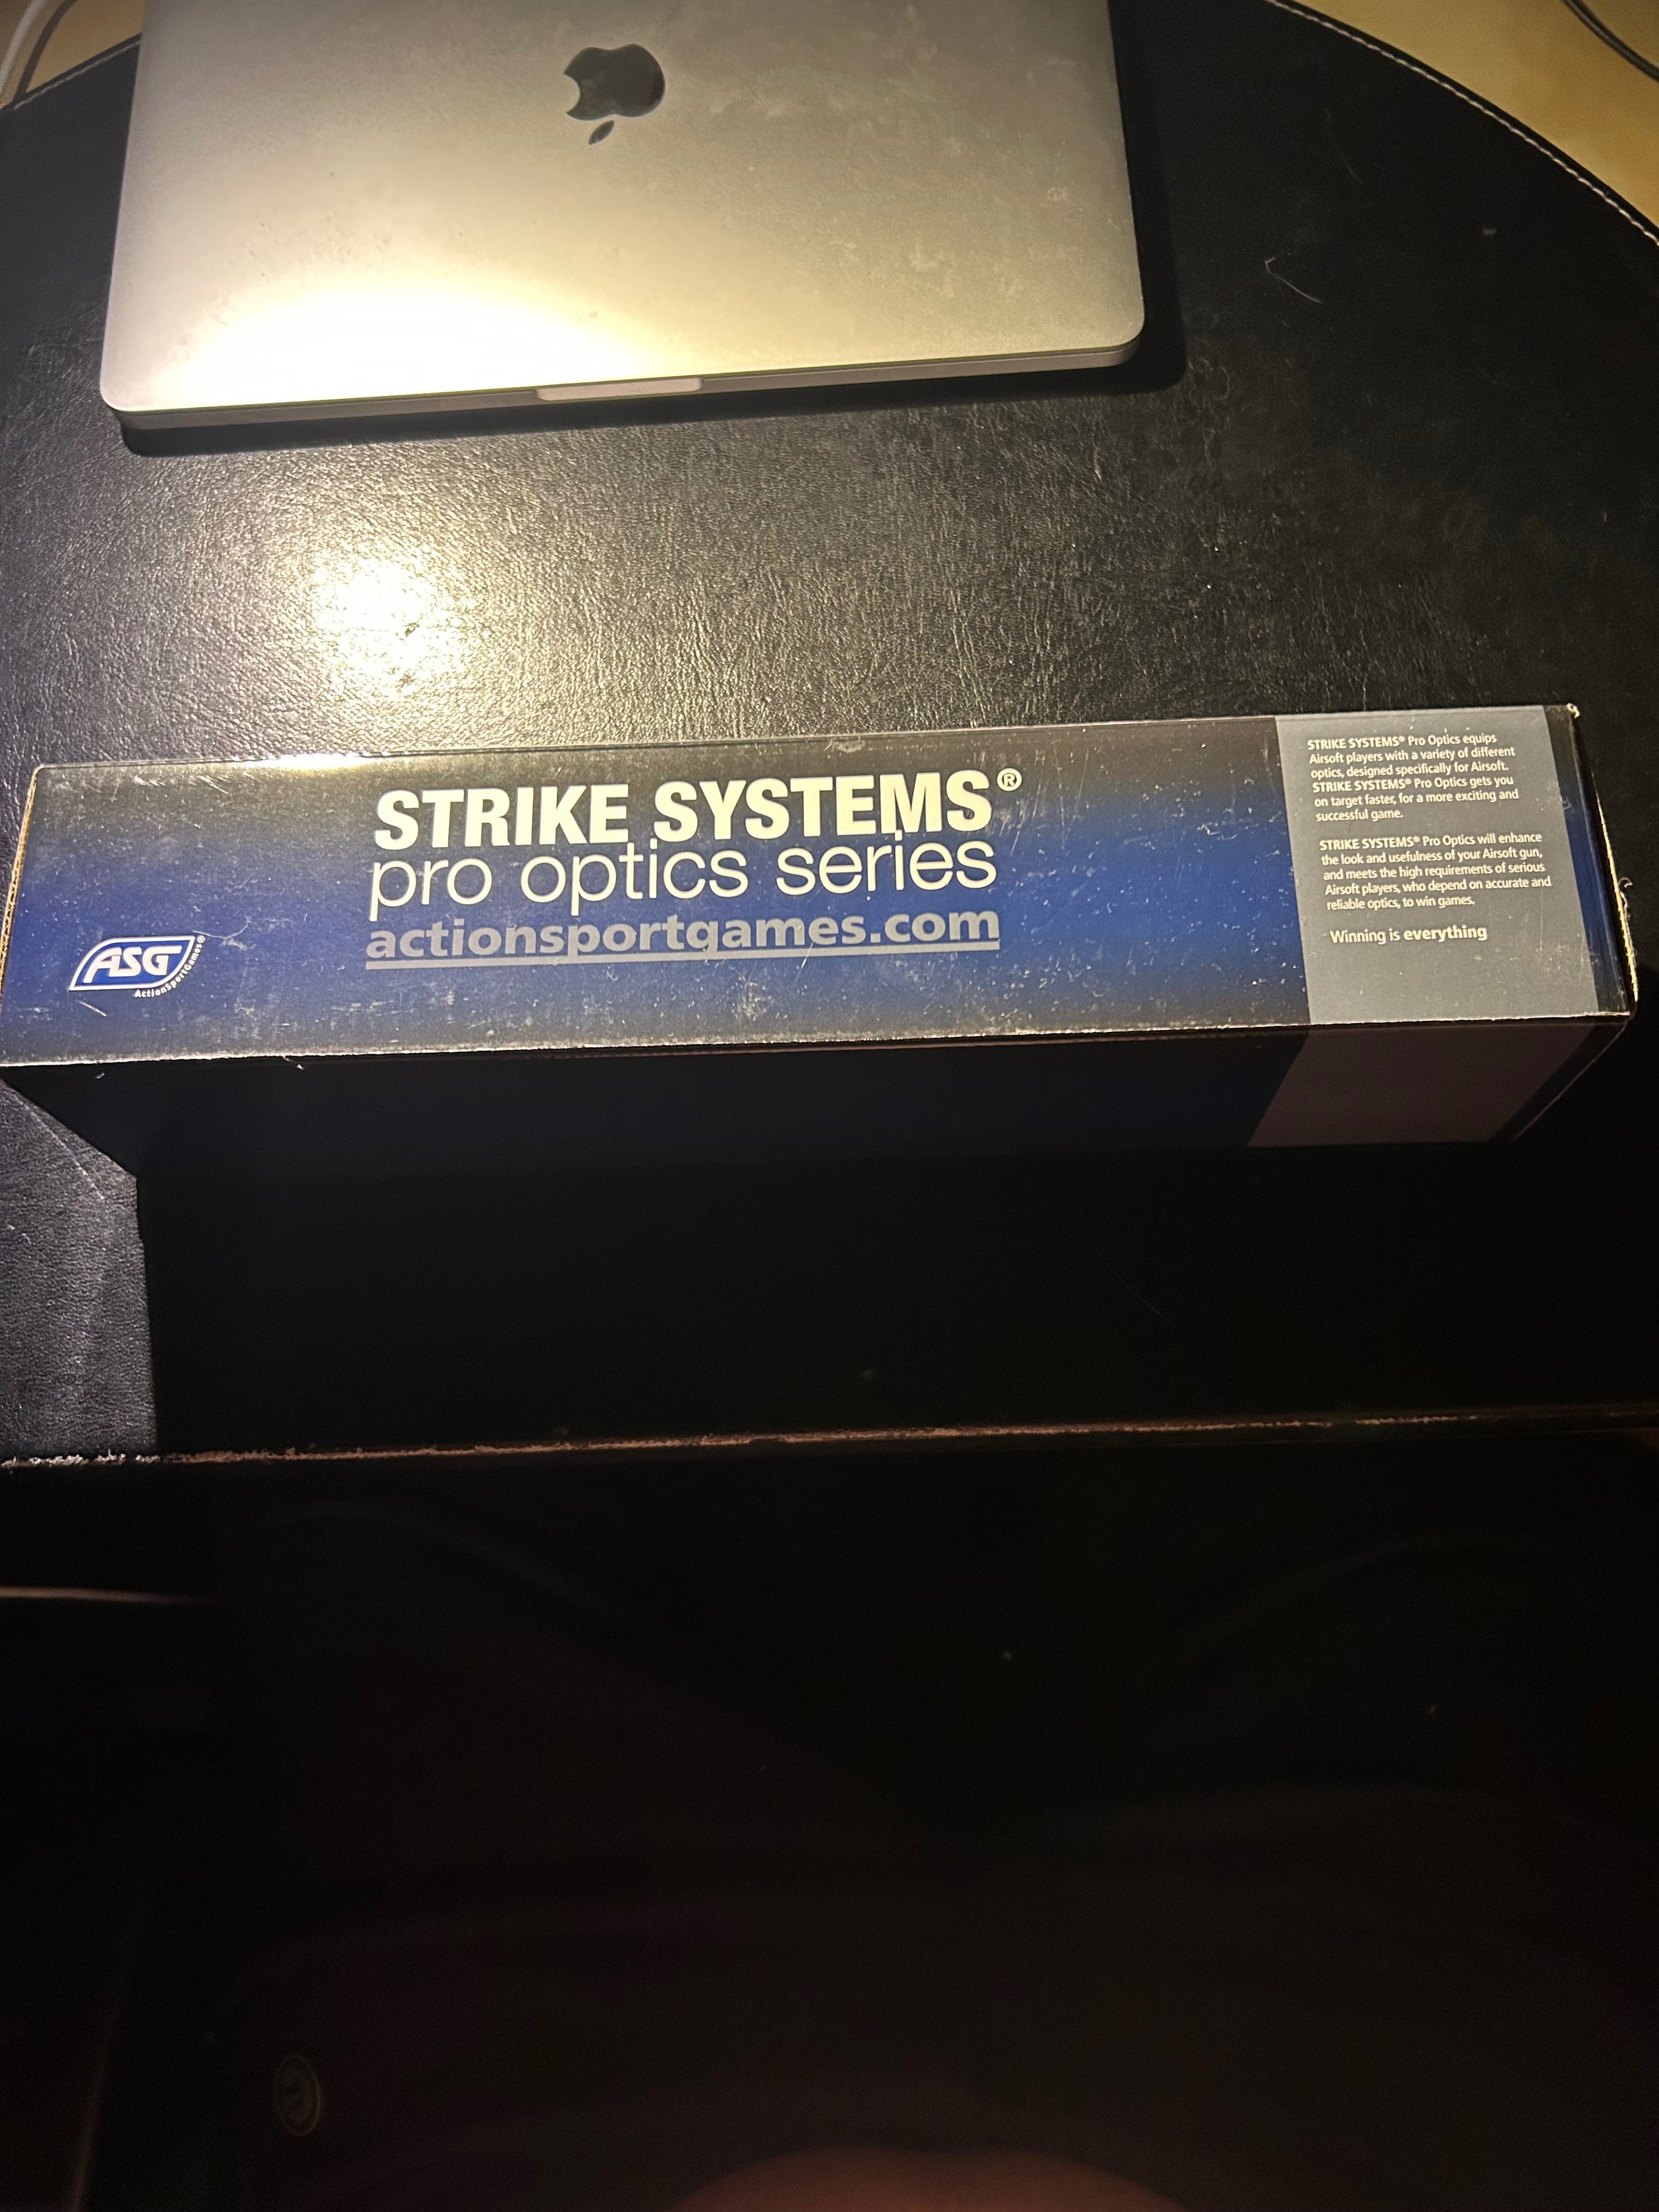 STRIKE SYSTEMS®
pro optics series
actionsportgames.com
ASG®
ActionSportGames
STRIKE SYSTEMS® Pro Optics equips
Airsoft players with a variety of different
optics, designed specifically for Airsoft.
STRIKE SYSTEMS® Pro Optics gets you
on target faster, for a more exciting and
successful game.
STRIKE SYSTEMS® Pro Optics will enhance
the look and usefulness of your Airsoft gun,
and meets the high requirements of serious
Airsoft players, who depend on accurate and
reliable optics, to win games.
Winning is everything